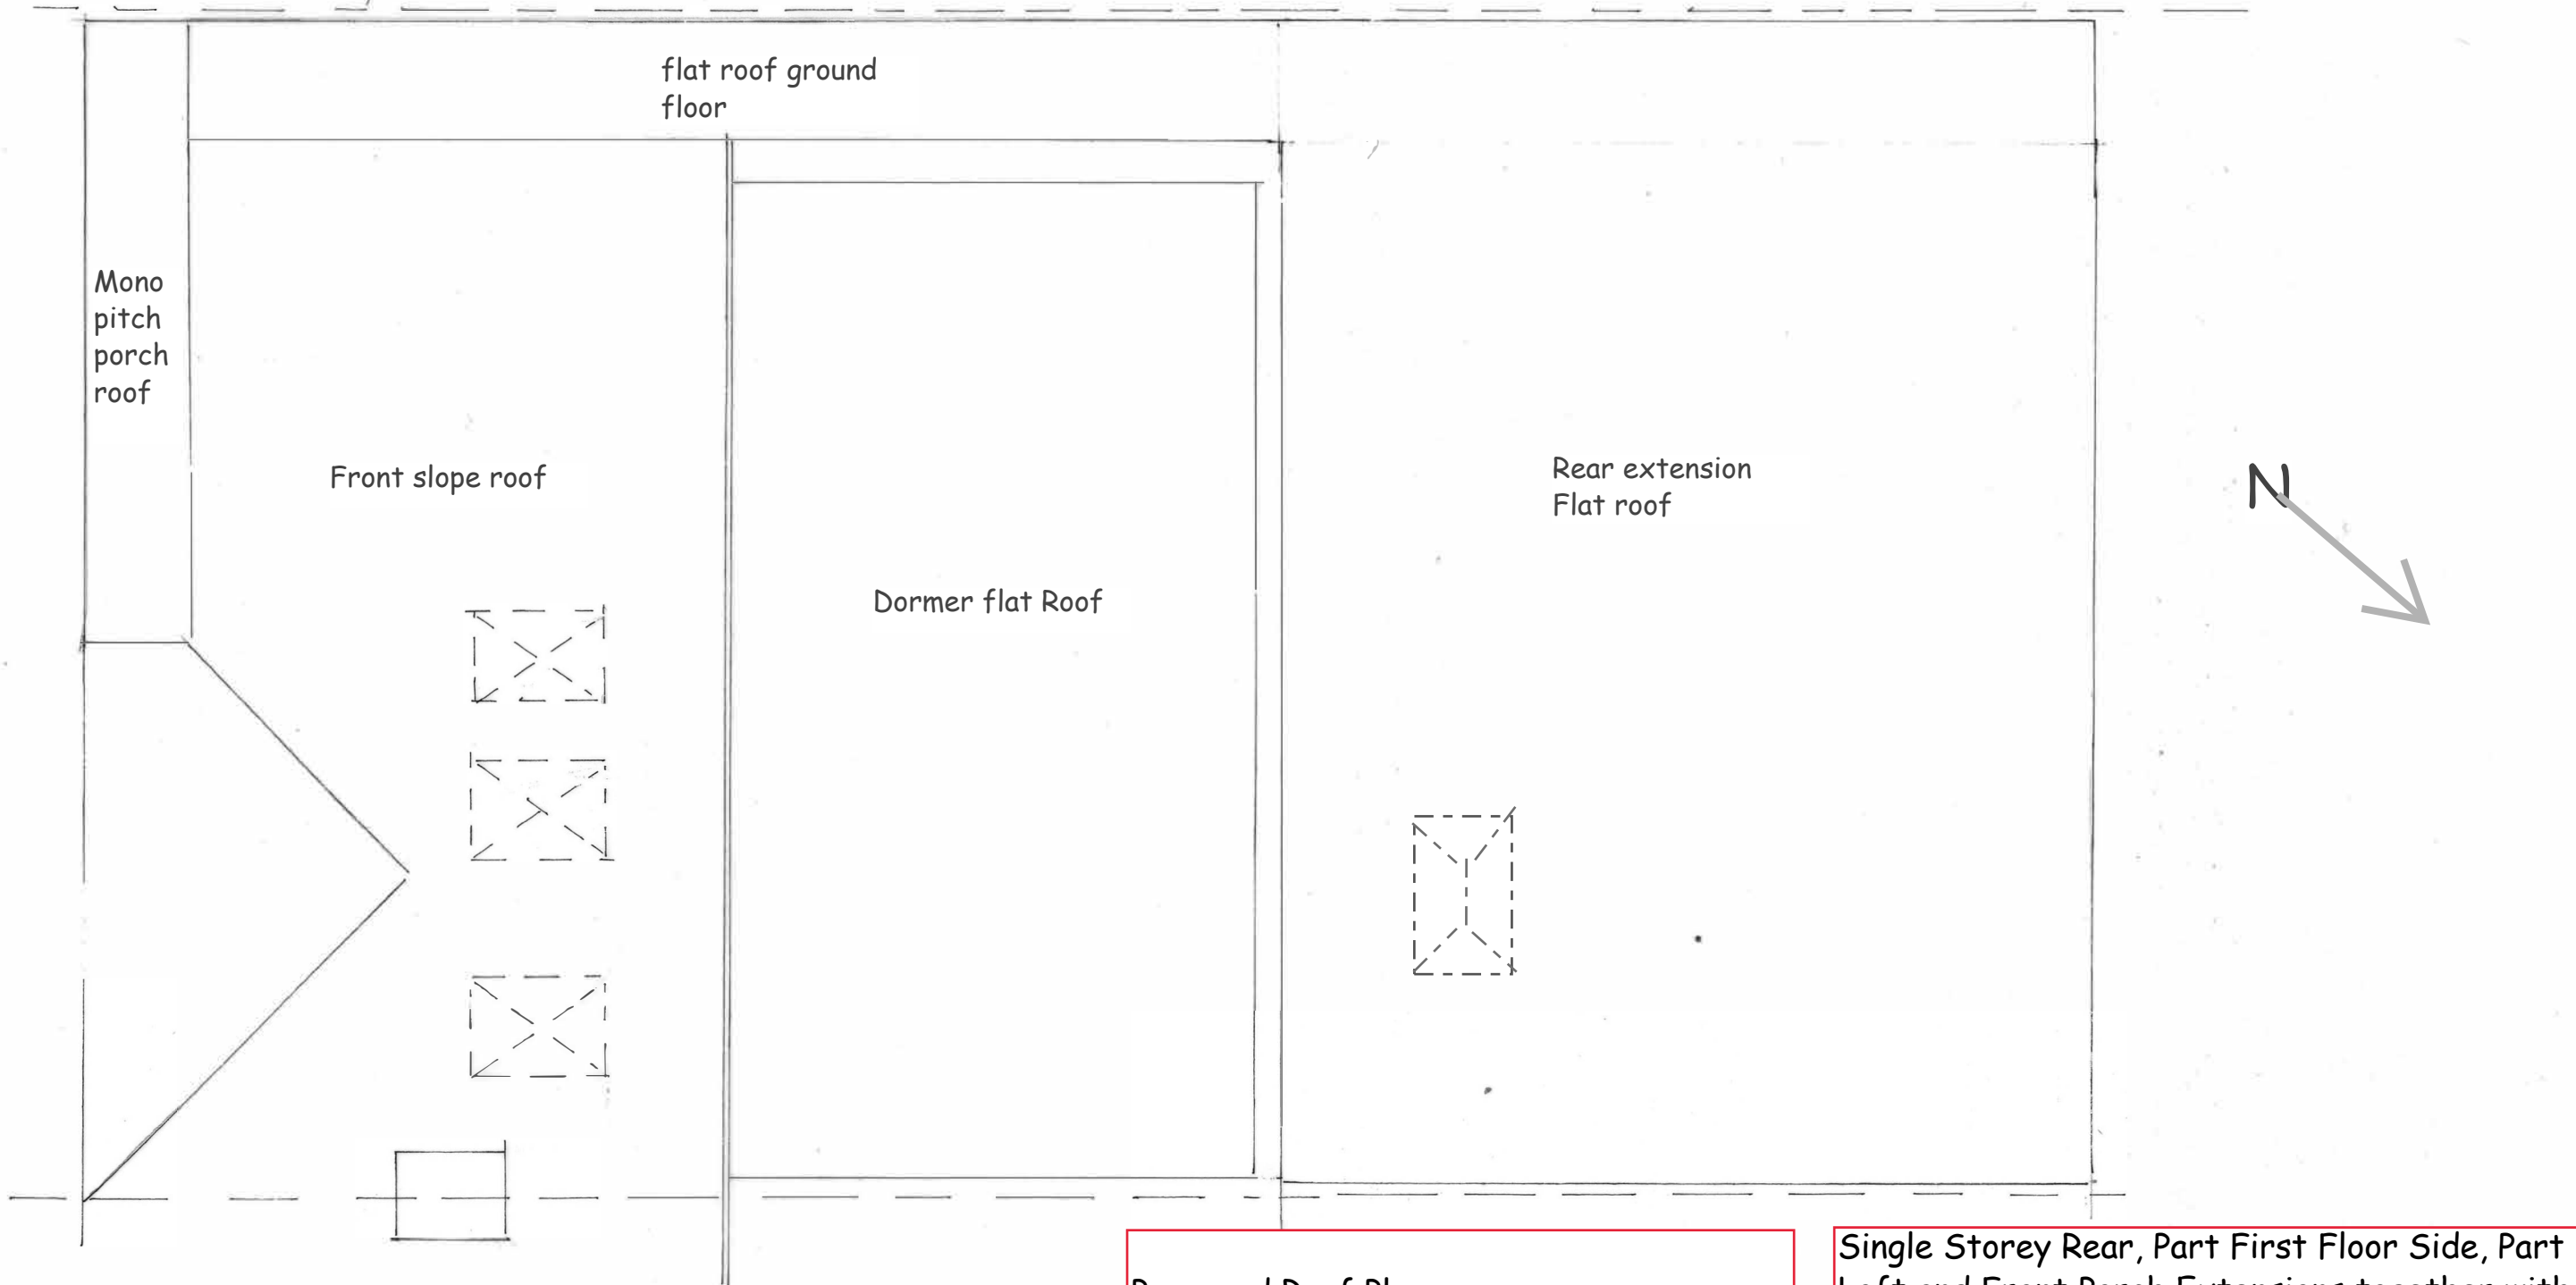 flat roof ground
floor
Mono
pitch
porch
roof
Front slope roof
Rear extension
Flat roof
N
Dormer flat Roof
Single Storey Rear, Part First Floor Side, Part